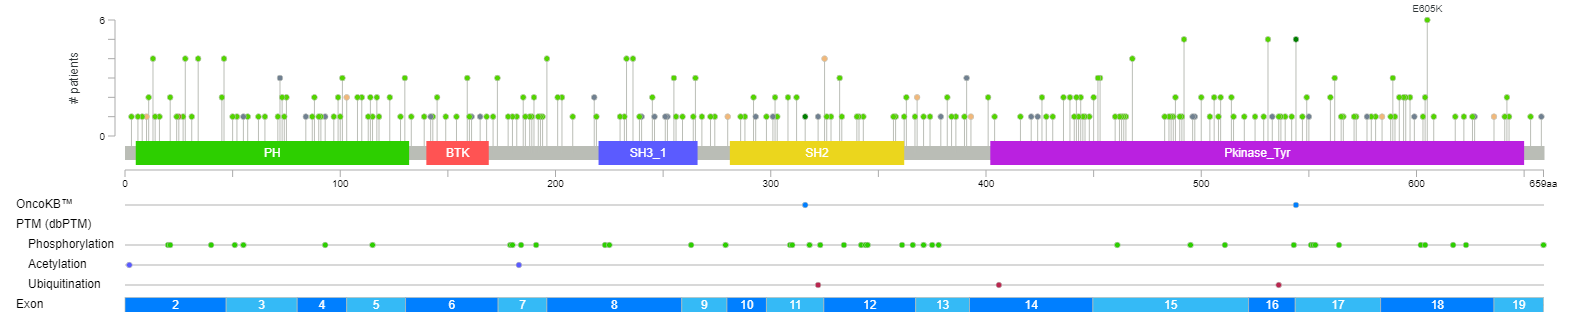 E605K
6
# patients
0
PH BTK SH3_1 SH2 Pkinase_Tyr
0 100 200 300 400 500 600 659aa
OncoKB™
PTM (dbPTM)
Phosphorylation
Acetylation
Ubiquitination
Exon 2 3 4 5 6 7 8 9 10 11 12 13 14 15 16 17 18 19